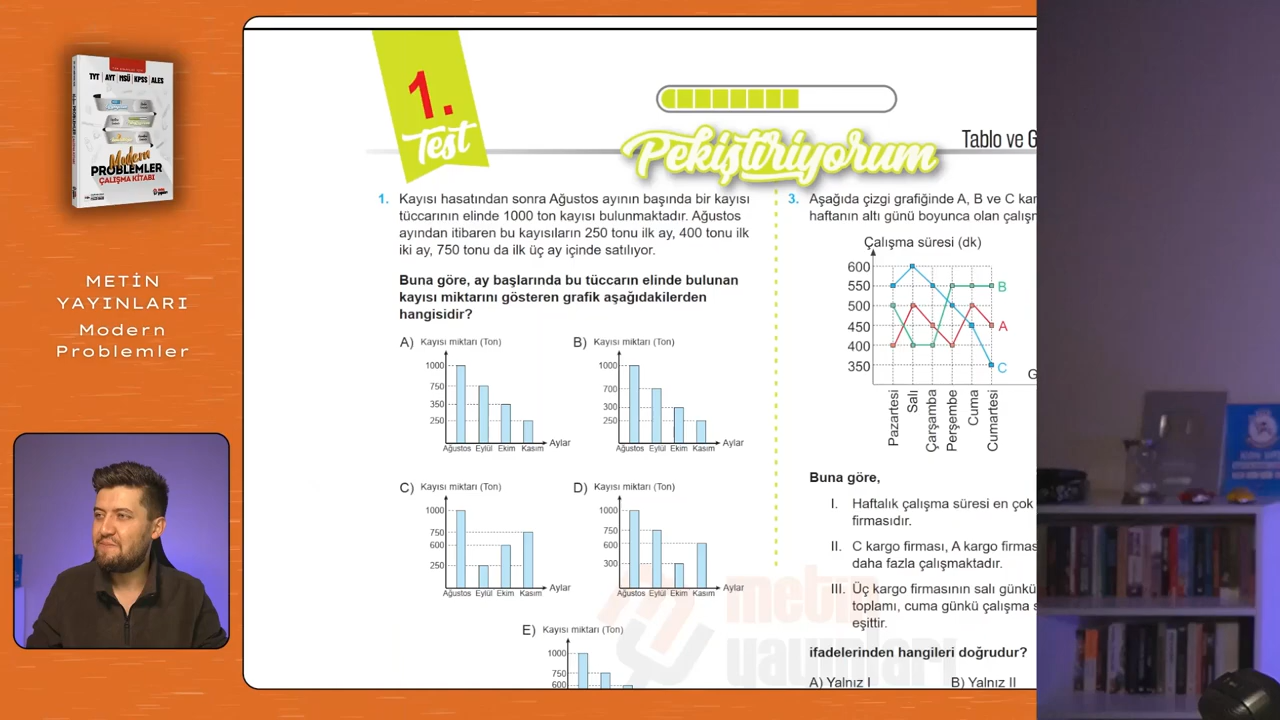 TYT | AYT | MSÜ | KPSS | ALES
Modern
PROBLEMLER
ÇALIŞMA KİTABI
METİN
YAYINLARI
Modern
Problemler
1.
Test
Pekiştiriyorum
Tablo ve G
1. Kayısı hasatından sonra Ağustos ayının başında bir kayısı
tüccarının elinde 1000 ton kayısı bulunmaktadır. Ağustos
ayından itibaren bu kayısıların 250 tonu ilk ay, 400 tonu ilk
iki ay, 750 tonu da ilk üç ay içinde satılıyor.
Buna göre, ay başlarında bu tüccarın elinde bulunan
kayısı miktarını gösteren grafik aşağıdakilerden
hangisidir?
A) Kayısı miktarı (Ton)
1000
750
350
250
Aylar
Ağustos Eylül Ekim Kasım
B) Kayısı miktarı (Ton)
1000
700
300
250
Aylar
Ağustos Eylül Ekim Kasım
C) Kayısı miktarı (Ton)
1000
750
600
250
Aylar
Ağustos Eylül Ekim Kasım
D) Kayısı miktarı (Ton)
1000
750
600
300
Aylar
Ağustos Eylül Ekim Kasım
E) Kayısı miktarı (Ton)
1000
750
600
metin
yayınları
3. Aşağıda çizgi grafiğinde A, B ve C kar
haftanın altı günü boyunca olan çalışm
Çalışma süresi (dk)
600
550
500
450
400
350
B
A
C
G
Pazartesi
Salı
Çarşamba
Perşembe
Cuma
Cumartesi
Buna göre,
I. Haftalık çalışma süresi en çok
firmasıdır.
II. C kargo firması, A kargo firmas
daha fazla çalışmaktadır.
III. Üç kargo firmasının salı günkü
toplamı, cuma günkü çalışma s
eşittir.
ifadelerinden hangileri doğrudur?
A) Yalnız I B) Yalnız II